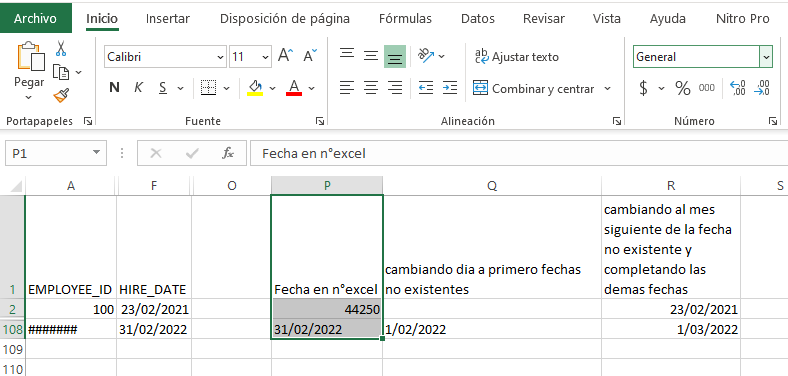 Archivo Inicio Insertar Disposición de página Fórmulas Datos Revisar Vista Ayuda Nitro Pro
Pegar
Calibri 11 A A
N K S A
ab Ajustar texto
Combinar y centrar
General
$ % 000 ,00 ,00
Portapapeles Fuente Alineación Número
P1 fx Fecha en n°excel
A F O P Q R S
1 EMPLOYEE_ID HIRE_DATE Fecha en n°excel
cambiando dia a primero fechas
no existentes
cambiando al mes
siguiente de la fecha
no existente y
completando las
demas fechas
2 100 23/02/2021 44250 23/02/2021
108 ####### 31/02/2022 31/02/2022 1/02/2022 1/03/2022
109
110